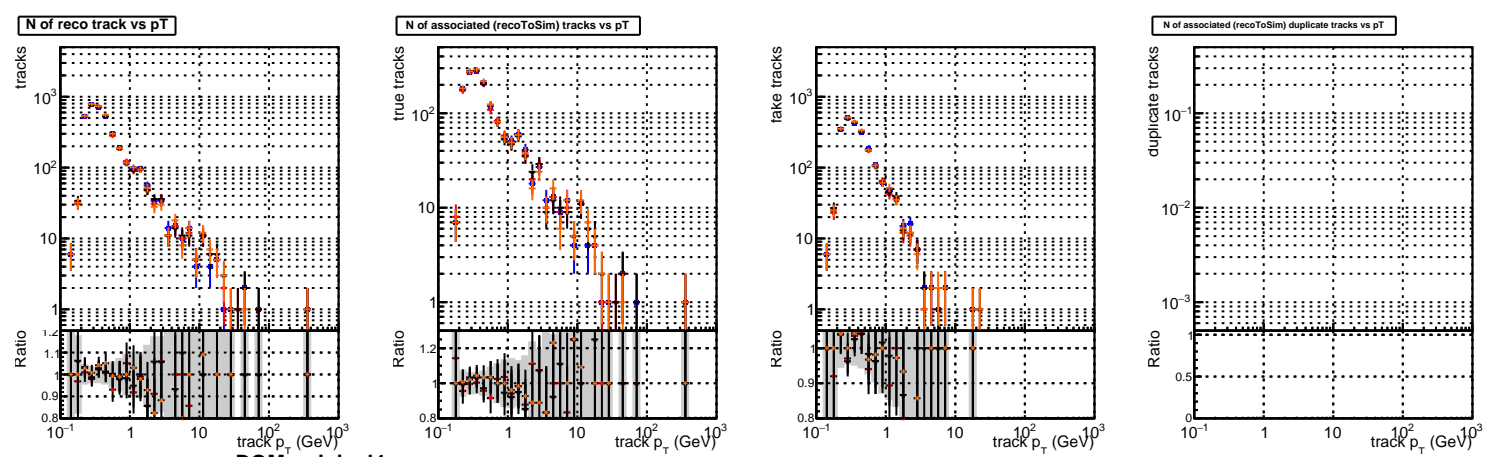 N of reco track vs pT
N of associated (recoToSim) tracks vs pT
N of associated (recoToSim) duplicate tracks vs pT
tracks
10³
10²
10
1
Ratio
1.2
1.1
1
0.9
0.8
10⁻¹ 1 10 10² 10³
track p_T (GeV)
true tracks
10²
10
1
Ratio
1.2
1
0.8
10⁻¹ 1 10 10² 10³
track p_T (GeV)
fake tracks
10³
10²
10
1
Ratio
1
0.9
0.8
10⁻¹ 1 10 10² 10³
track p_T (GeV)
duplicate tracks
10⁻¹
10⁻²
10⁻³
Ratio
1
0.5
0
10⁻¹ 1 10 10² 10³
track p_T (GeV)